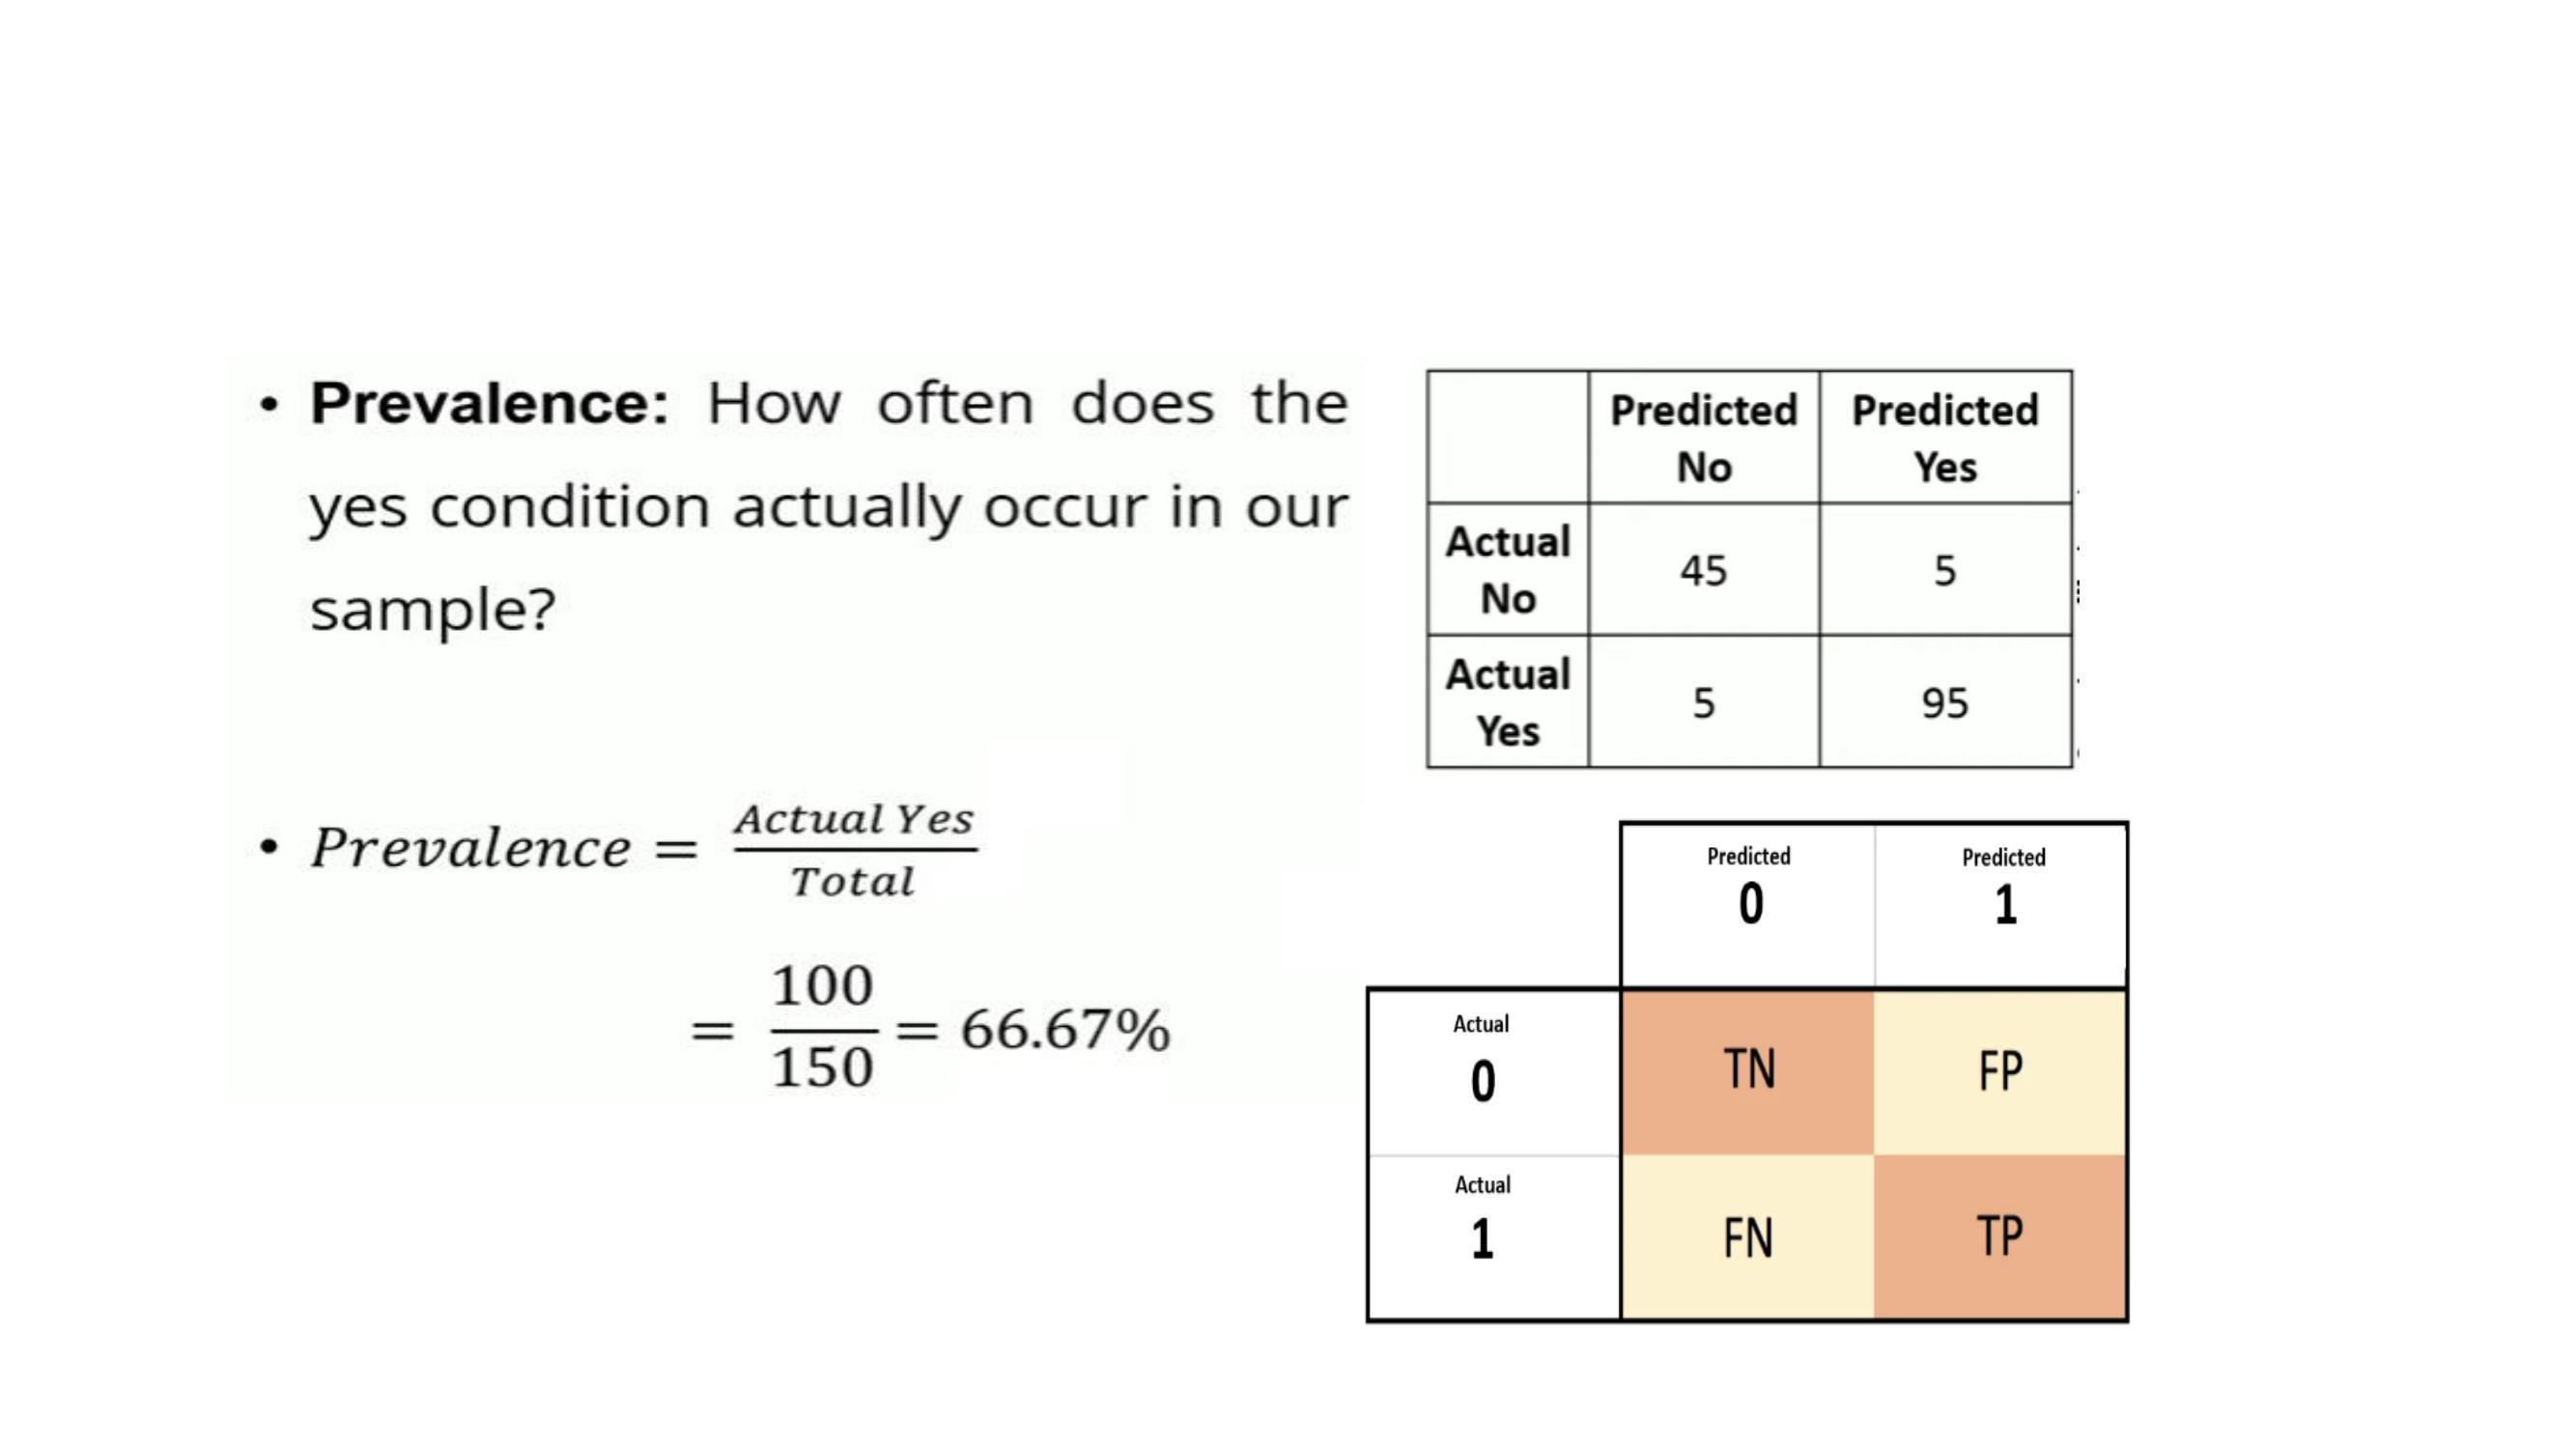 • Prevalence: How often does the
yes condition actually occur in our
sample?
• Prevalence = Actual Yes / Total
= 100 / 150 = 66.67%
Predicted No Predicted Yes
Actual No 45 5
Actual Yes 5 95
Predicted 0 Predicted 1
Actual 0 TN FP
Actual 1 FN TP